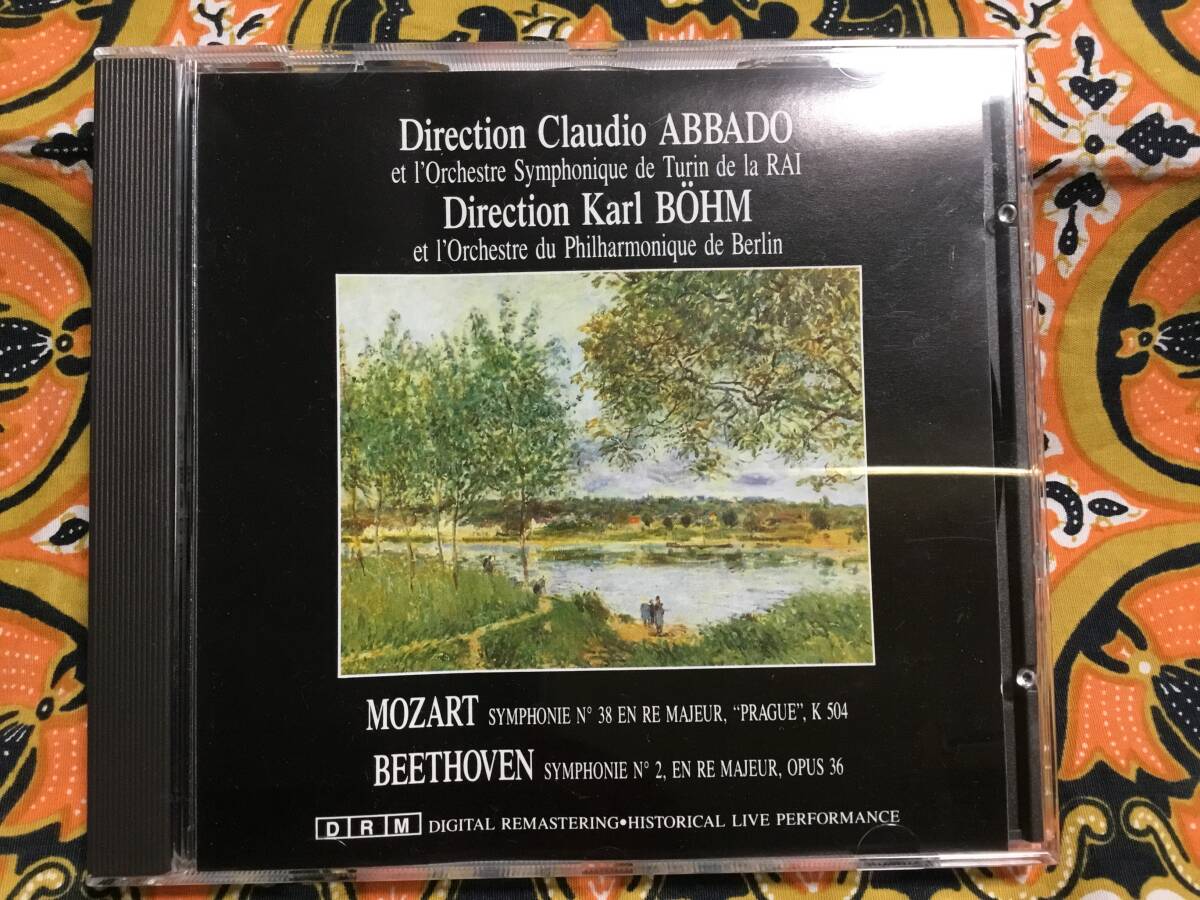 Direction Claudio ABBADO
et l'Orchestre Symphonique de Turin de la RAI
Direction Karl BÖHM
et l'Orchestre du Philharmonique de Berlin
MOZART SYMPHONIE N° 38 EN RE MAJEUR, “PRAGUE”, K 504
BEETHOVEN SYMPHONIE N° 2, EN RE MAJEUR, OPUS 36
DRM DIGITAL REMASTERING•HISTORICAL LIVE PERFORMANCE